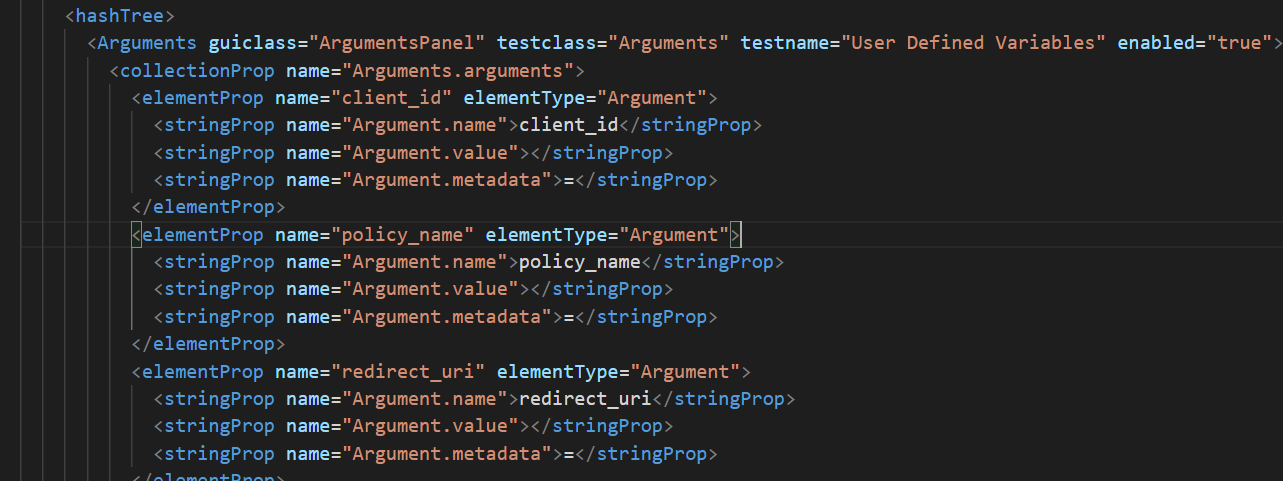 <hashTree>
<Arguments guiclass="ArgumentsPanel" testclass="Arguments" testname="User Defined Variables" enabled="true">
<collectionProp name="Arguments.arguments">
<elementProp name="client_id" elementType="Argument">
<stringProp name="Argument.name">client_id</stringProp>
<stringProp name="Argument.value"></stringProp>
<stringProp name="Argument.metadata">=</stringProp>
</elementProp>
<elementProp name="policy_name" elementType="Argument">
<stringProp name="Argument.name">policy_name</stringProp>
<stringProp name="Argument.value"></stringProp>
<stringProp name="Argument.metadata">=</stringProp>
</elementProp>
<elementProp name="redirect_uri" elementType="Argument">
<stringProp name="Argument.name">redirect_uri</stringProp>
<stringProp name="Argument.value"></stringProp>
<stringProp name="Argument.metadata">=</stringProp>
</elementProp>